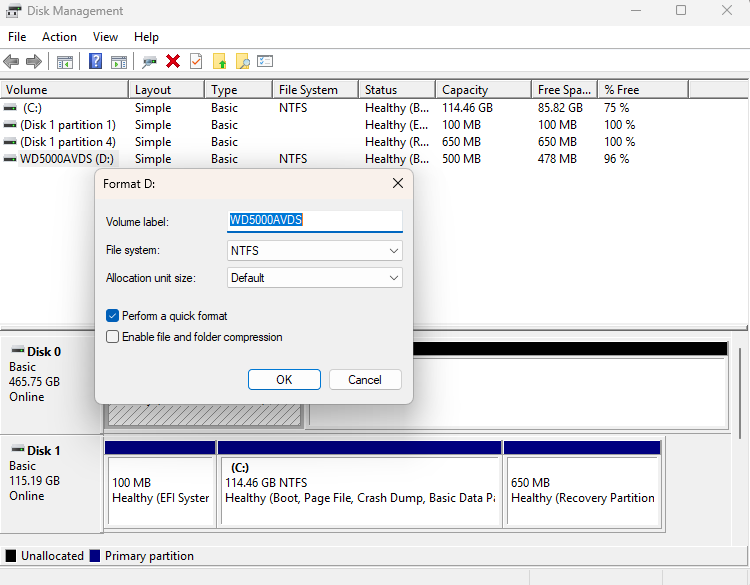 Disk Management
File Action View Help
Volume Layout Type File System Status Capacity Free Spa... % Free
(C:) Simple Basic NTFS Healthy (B... 114.46 GB 85.82 GB 75 %
(Disk 1 partition 1) Simple Basic Healthy (E... 100 MB 100 MB 100 %
(Disk 1 partition 4) Simple Basic Healthy (R... 650 MB 650 MB 100 %
WD5000AVDS (D:) Simple Basic NTFS Healthy (B... 500 MB 478 MB 96 %
Format D:
Volume label: WD5000AVDS
File system: NTFS
Allocation unit size: Default
Perform a quick format
Enable file and folder compression
OK Cancel
Disk 0
Basic
465.75 GB
Online
Disk 1
Basic
115.19 GB
Online
100 MB
Healthy (EFI System
(C:)
114.46 GB NTFS
Healthy (Boot, Page File, Crash Dump, Basic Data Pa
650 MB
Healthy (Recovery Partition
Unallocated Primary partition